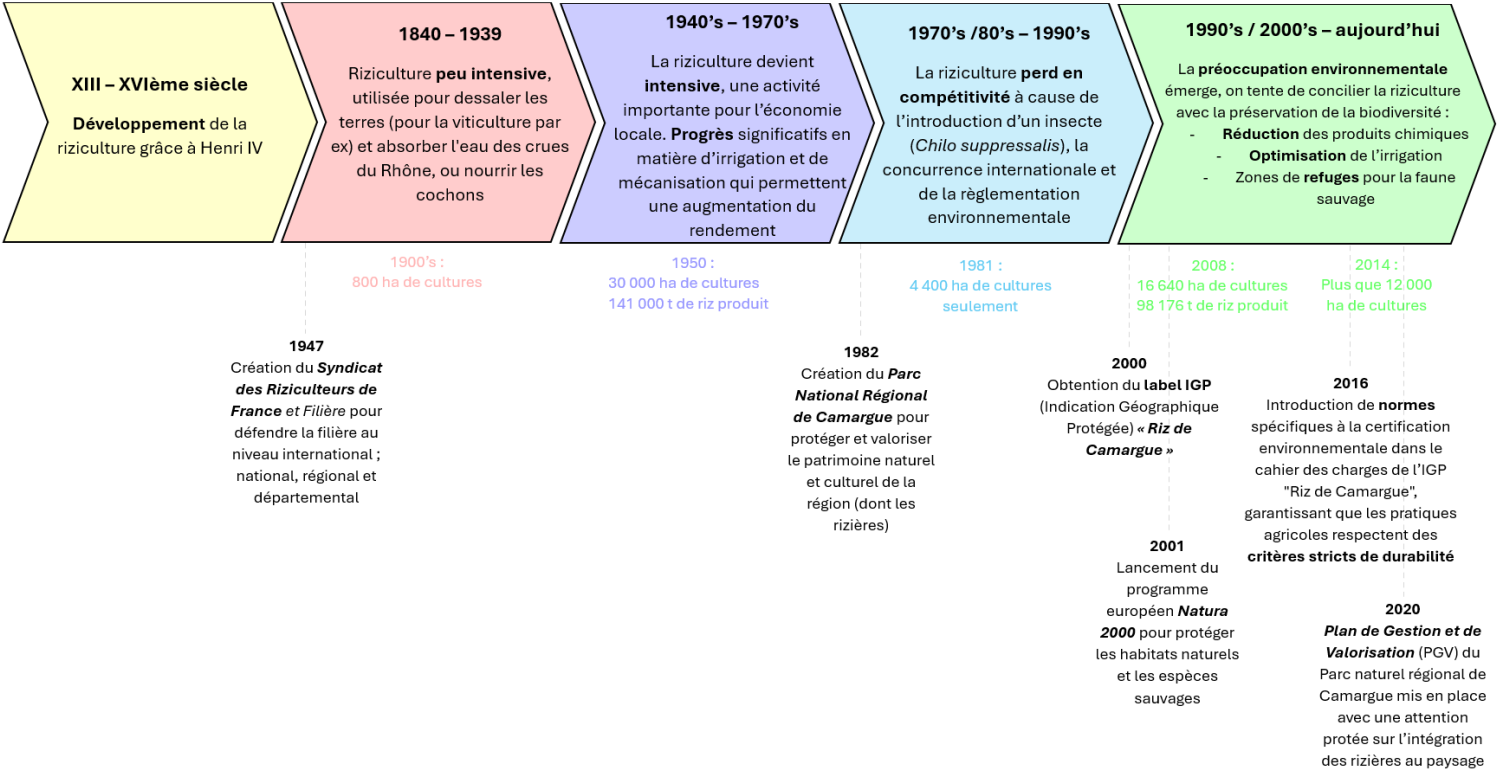 XIII – XVIème siècle
Développement de la
riziculture grâce à Henri IV
1840 – 1939
Riziculture peu intensive,
utilisée pour dessaler les
terres (pour la viticulture par
ex) et absorber l'eau des crues
du Rhône, ou nourrir les
cochons
1940's – 1970's
La riziculture devient
intensive, une activité
importante pour l'économie
locale. Progrès significatifs en
matière d'irrigation et de
mécanisation qui permettent
une augmentation du
rendement
1970's /80's – 1990's
La riziculture perd en
compétitivité à cause de
l'introduction d'un insecte
(Chilo suppressalis), la
concurrence internationale et
de la règlementation
environnementale
1990's / 2000's – aujourd'hui
La préoccupation environnementale
émerge, on tente de concilier la riziculture
avec la préservation de la biodiversité :
- Réduction des produits chimiques
- Optimisation de l'irrigation
- Zones de refuges pour la faune
sauvage
1900's :
800 ha de cultures
1950 :
30 000 ha de cultures
141 000 t de riz produit
1981 :
4 400 ha de cultures
seulement
2008 :
16 640 ha de cultures
98 176 t de riz produit
2014 :
Plus que 12 000
ha de cultures
1947
Création du Syndicat
des Riziculteurs de
France et Filière pour
défendre la filière au
niveau international ;
national, régional et
départemental
1982
Création du Parc
National Régional
de Camargue pour
protéger et valoriser
le patrimoine naturel
et culturel de la
région (dont les
rizières)
2000
Obtention du label IGP
(Indication Géographique
Protégée) « Riz de
Camargue »
2001
Lancement du
programme
européen Natura
2000 pour protéger
les habitats naturels
et les espèces
sauvages
2016
Introduction de normes
spécifiques à la certification
environnementale dans le
cahier des charges de l'IGP
"Riz de Camargue",
garantissant que les pratiques
agricoles respectent des
critères stricts de durabilité
2020
Plan de Gestion et de
Valorisation (PGV) du
Parc naturel régional de
Camargue mis en place
avec une attention
protée sur l'intégration
des rizières au paysage